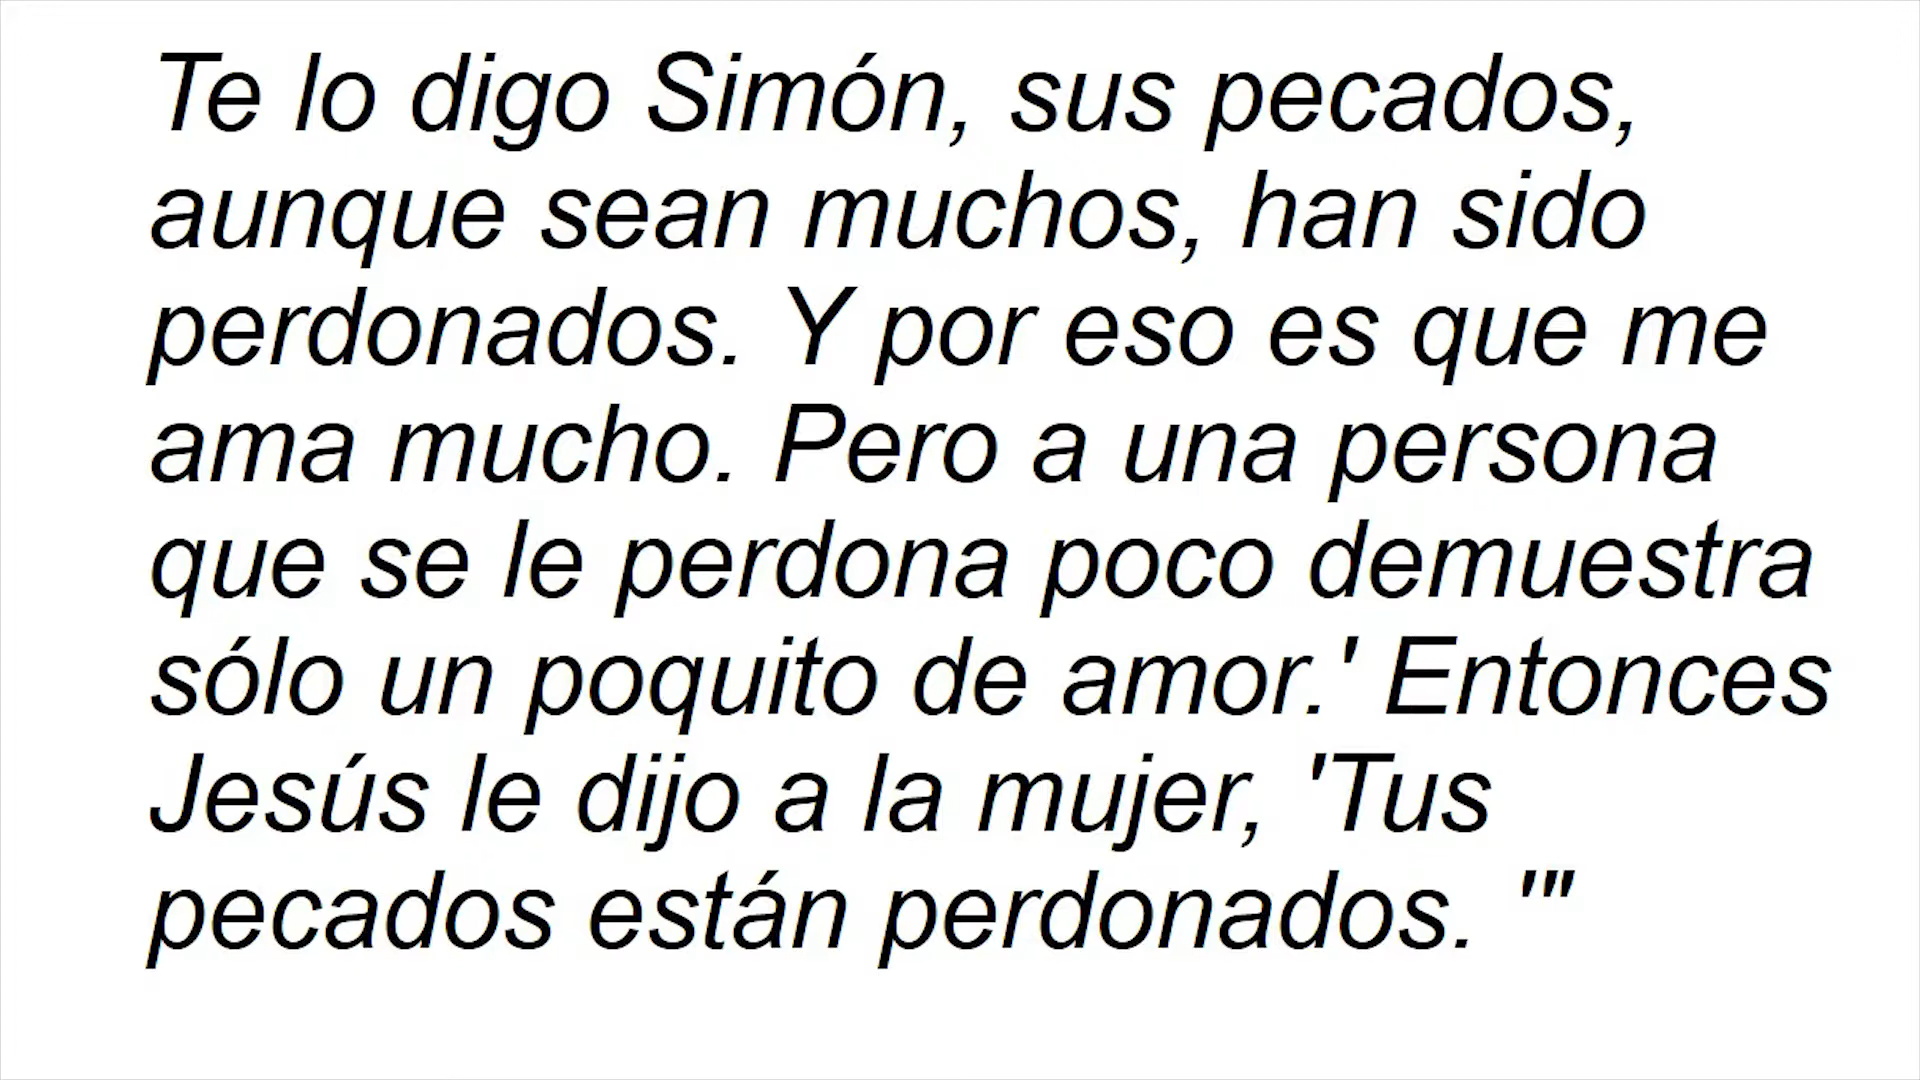 Te lo digo Simón, sus pecados,
aunque sean muchos, han sido
perdonados. Y por eso es que me
ama mucho. Pero a una persona
que se le perdona poco demuestra
sólo un poquito de amor.' Entonces
Jesús le dijo a la mujer, 'Tus
pecados están perdonados. '"